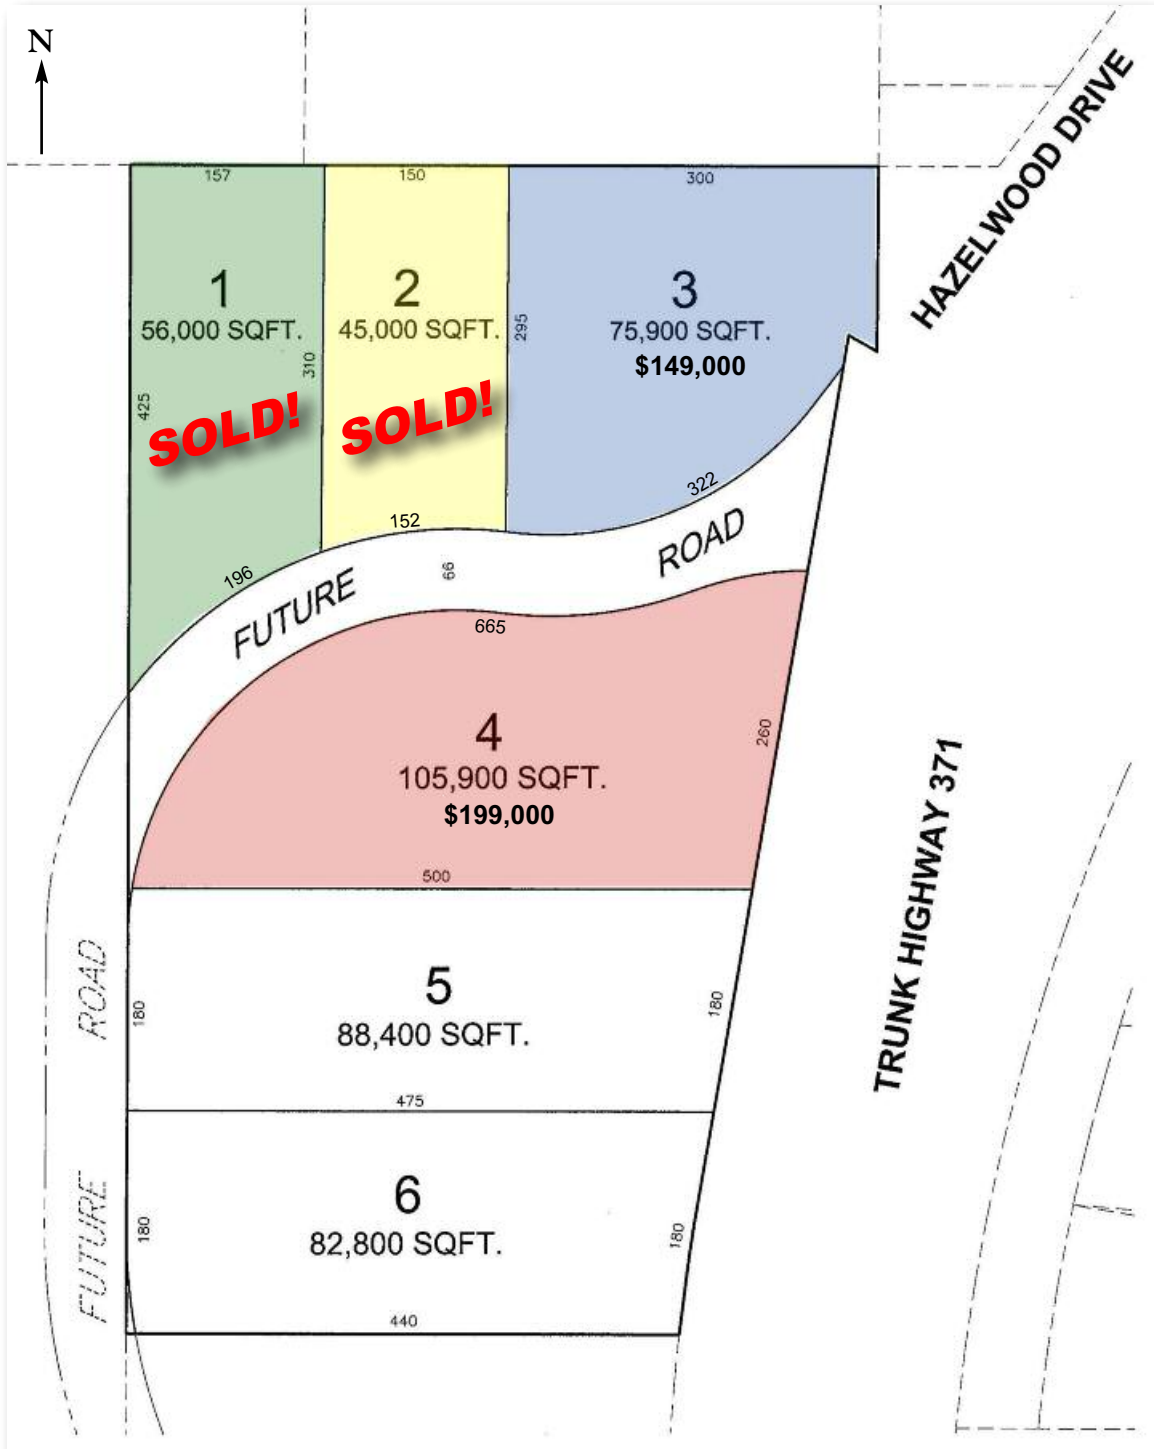 N
HAZELWOOD DRIVE
157
150
300
1
56,000 SQFT.
SOLD!
425
310
196
2
45,000 SQFT.
SOLD!
295
152
3
75,900 SQFT.
$149,000
322
FUTURE
66
ROAD
665
4
105,900 SQFT.
$199,000
260
500
TRUNK HIGHWAY 371
5
88,400 SQFT.
180
180
475
FUTURE ROAD
6
82,800 SQFT.
180
180
440